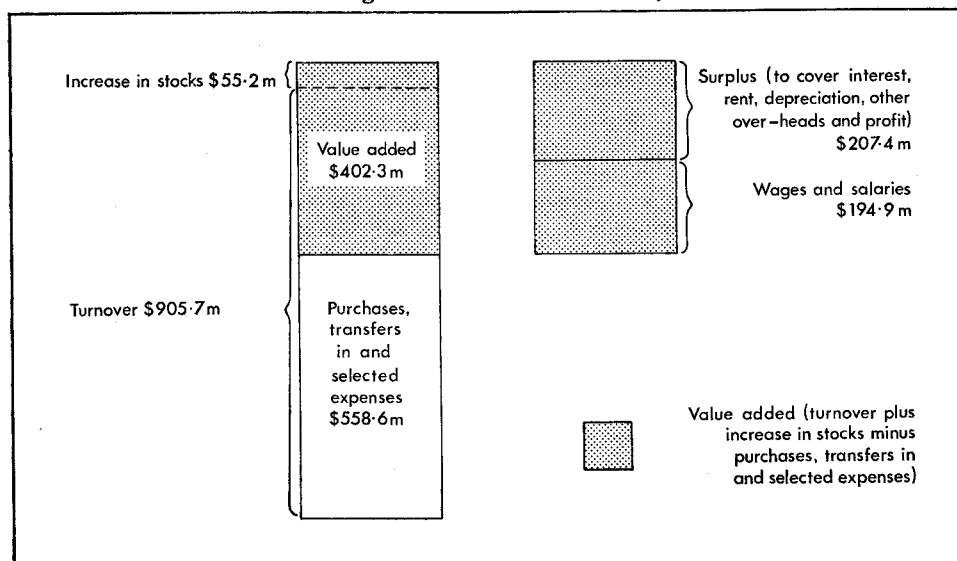 Increase in stocks $55·2 m
Value added
$402·3 m
Turnover $905·7 m
Purchases,
transfers
in and
selected
expenses
$558·6m
Surplus (to cover interest,
rent, depreciation, other
over-heads and profit)
$207·4 m
Wages and salaries
$194·9 m
Value added (turnover plus
increase in stocks minus
purchases, transfers in
and selected expenses)